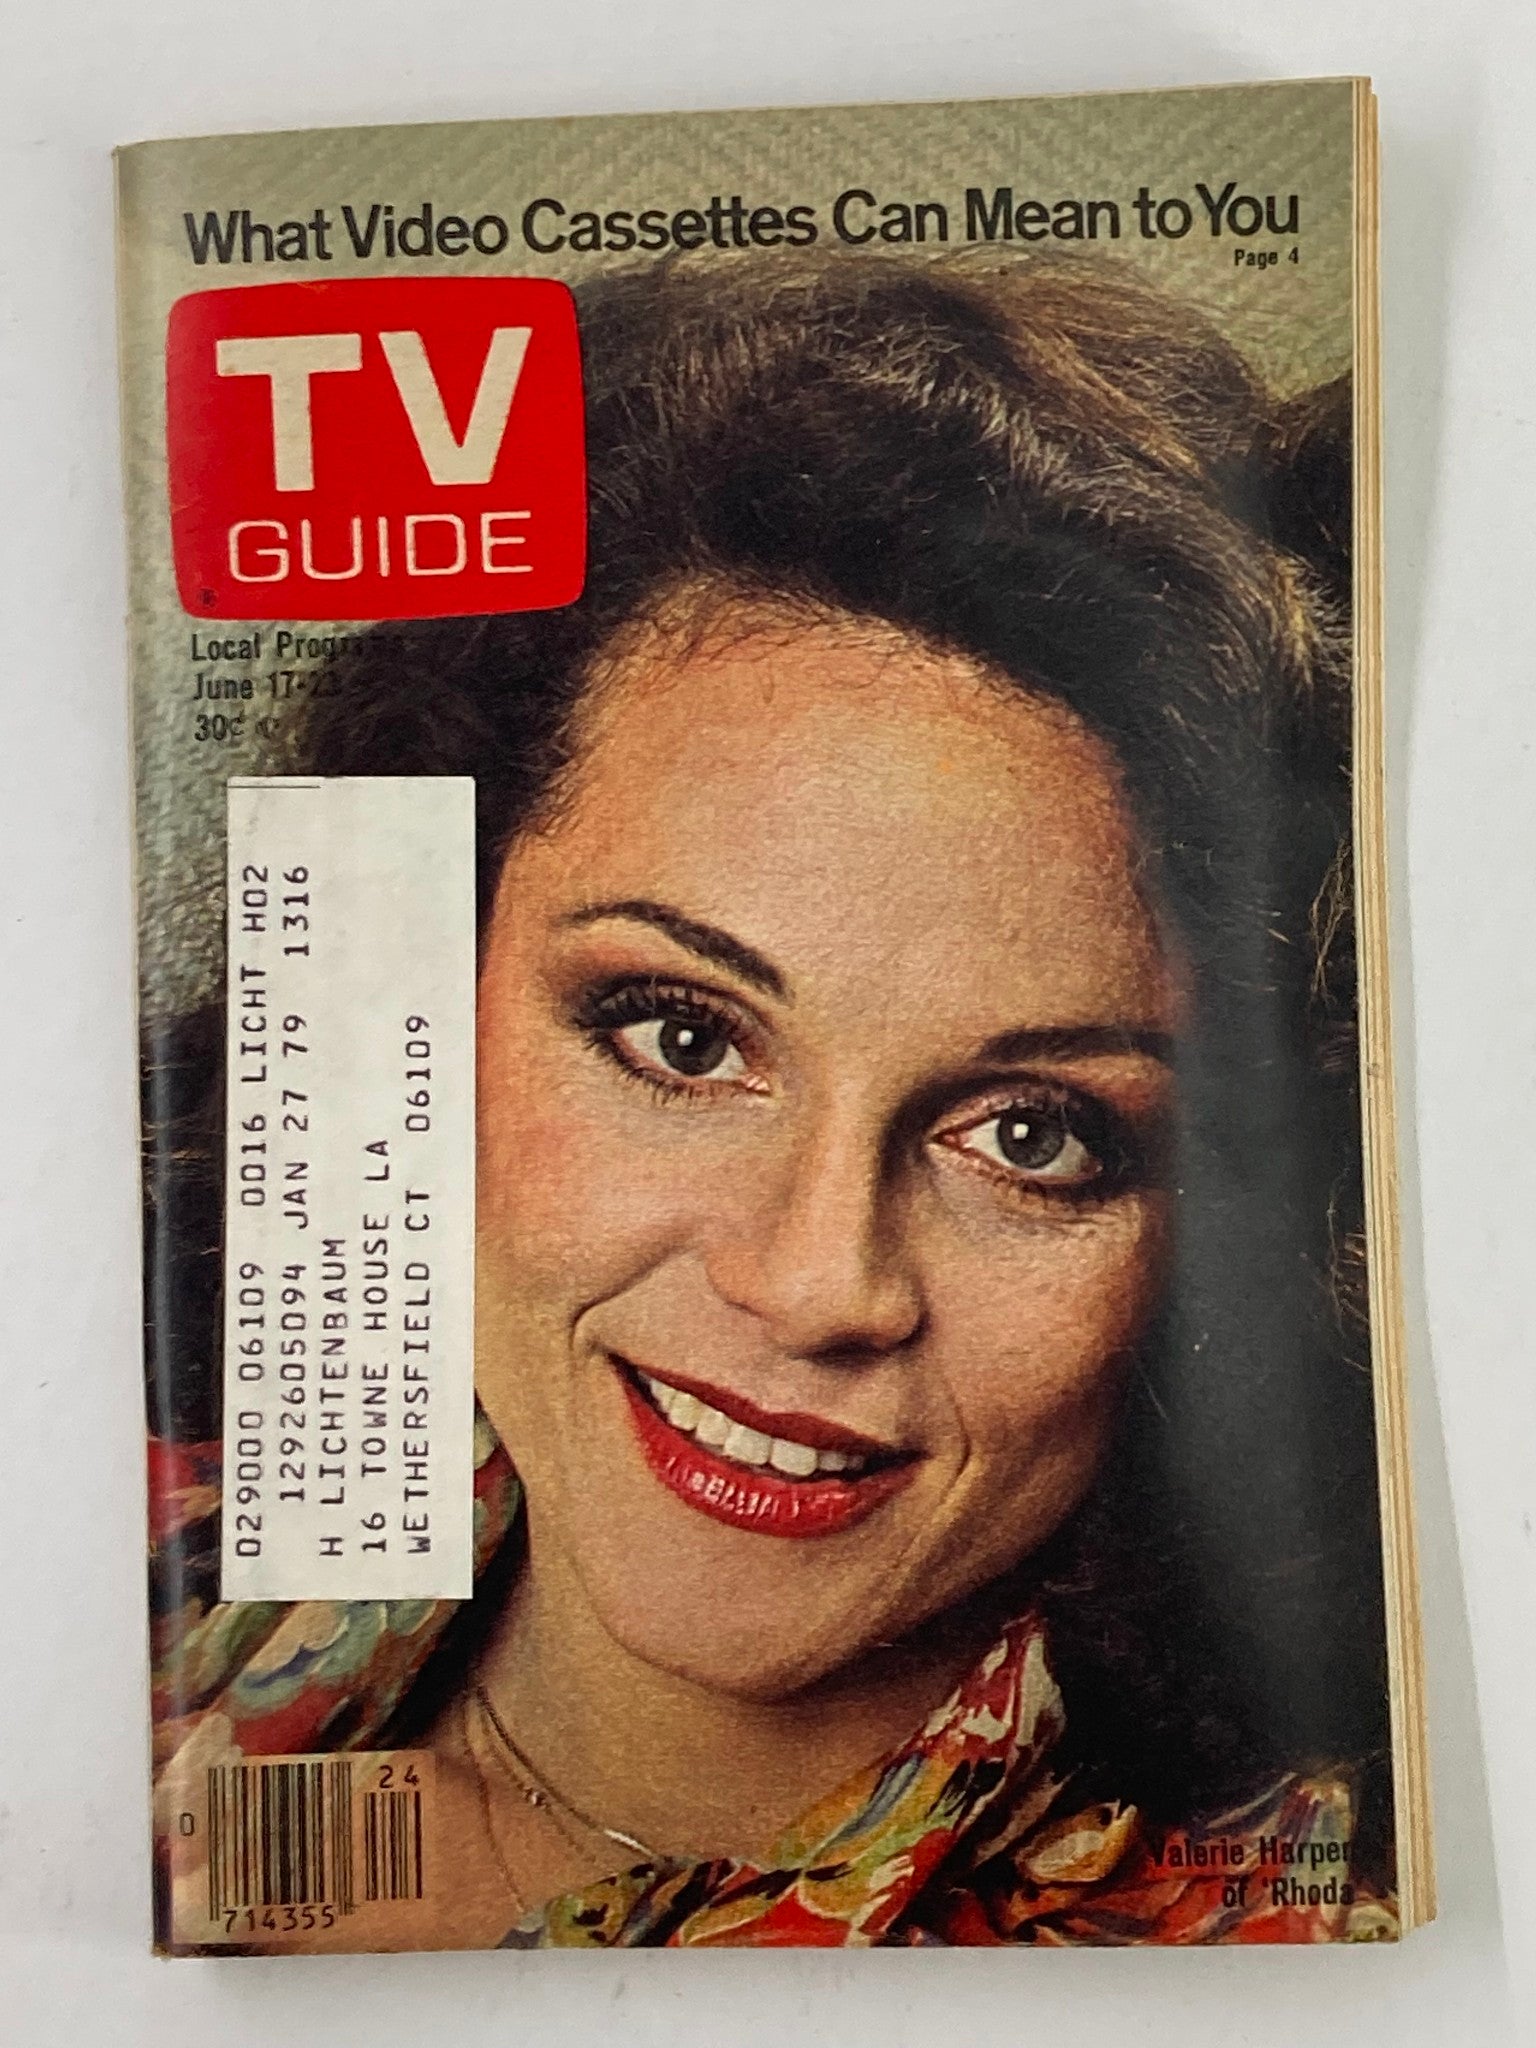 What Video Cassettes Can Mean to You
Page 4
TV
GUIDE
®
Local Programs
June 17-23
30¢
029000 06109 0016 LICHT H02
1292605094 JAN 27 79 1316
H LICHTENBAUM
16 TOWNE HOUSE LA
WETHERSFIELD CT 06109
24
0
714355
Valerie Harper
of 'Rhoda'